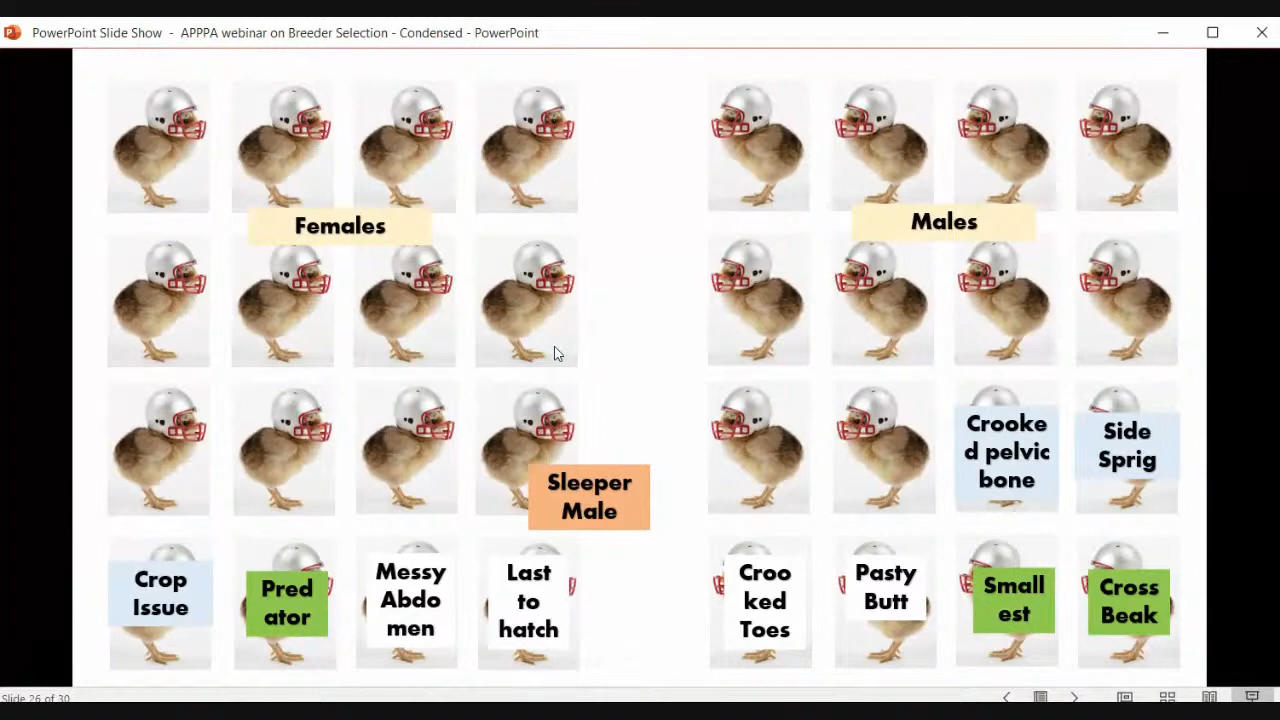 PowerPoint Slide Show - APPPA webinar on Breeder Selection - Condensed - PowerPoint
Females
Males
Sleeper
Male
Crooke
d pelvic
bone
Side
Sprig
Crop
Issue
Pred
ator
Messy
Abdo
men
Last
to
hatch
Croo
ked
Toes
Pasty
Butt
Small
est
Cross
Beak
Slide 26 of 30